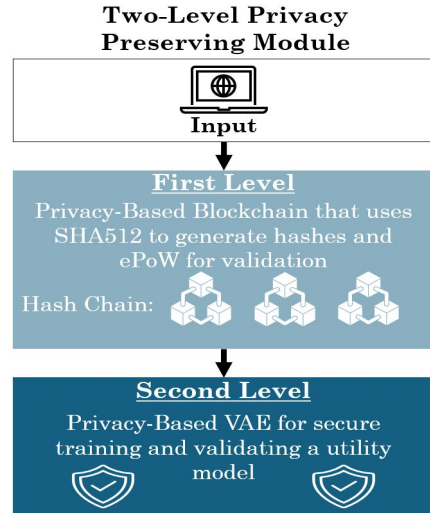 Two-Level Privacy
Preserving Module
Input
First Level
Privacy-Based Blockchain that uses
SHA512 to generate hashes and
ePoW for validation
Hash Chain:
Second Level
Privacy-Based VAE for secure
training and validating a utility
model